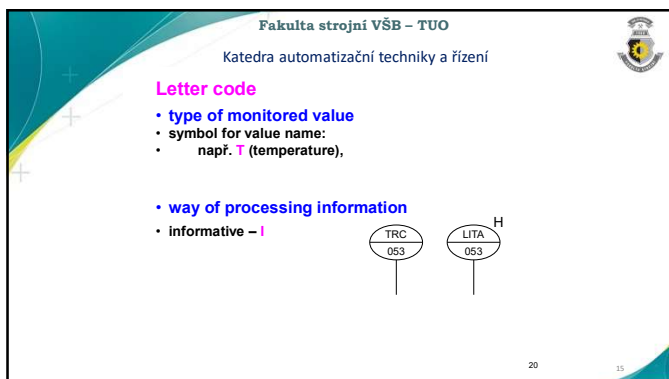 Fakulta strojní VŠB – TUO
Katedra automatizační techniky a řízení
Letter code
• type of monitored value
• symbol for value name:
• např. T (temperature),
• way of processing information
• informative – I
H
TRC
053
LITA
053
20
15